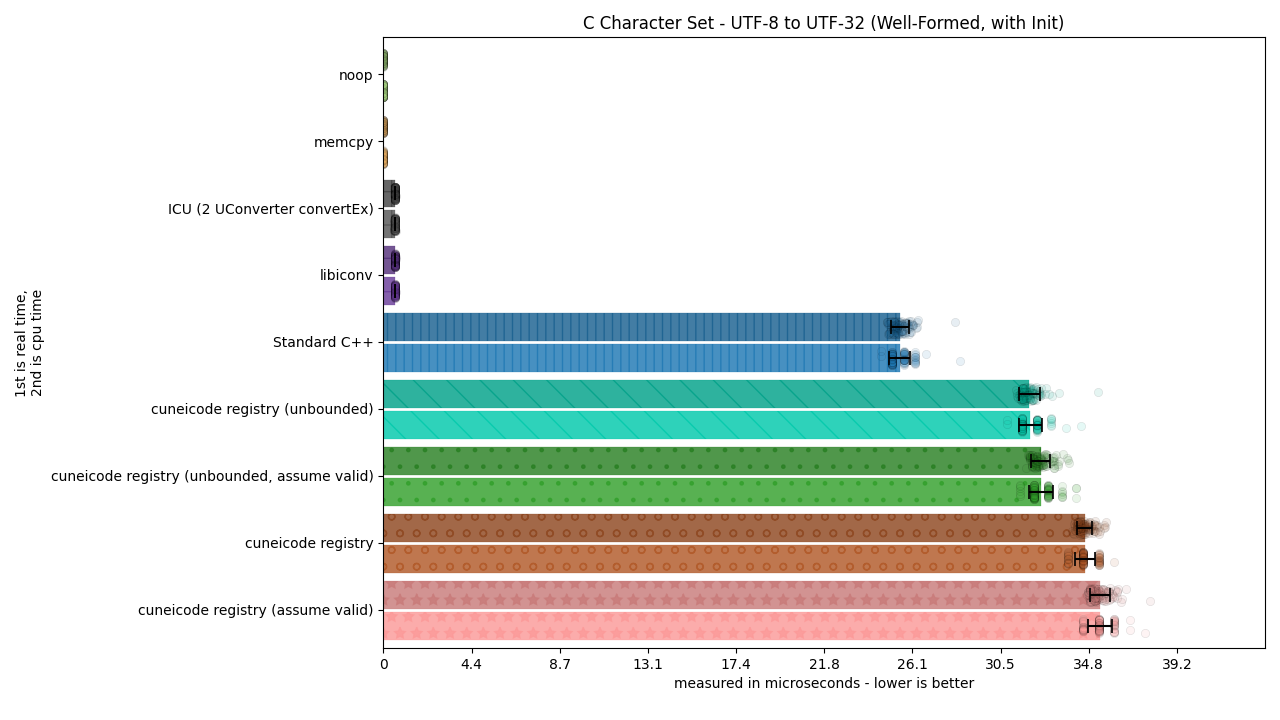 C Character Set - UTF-8 to UTF-32 (Well-Formed, with Init)
noop
memcpy
ICU (2 UConverter convertEx)
libiconv
Standard C++
cuneicode registry (unbounded)
cuneicode registry (unbounded, assume valid)
cuneicode registry
cuneicode registry (assume valid)
1st is real time,
2nd is cpu time
0 4.4 8.7 13.1 17.4 21.8 26.1 30.5 34.8 39.2
measured in microseconds - lower is better